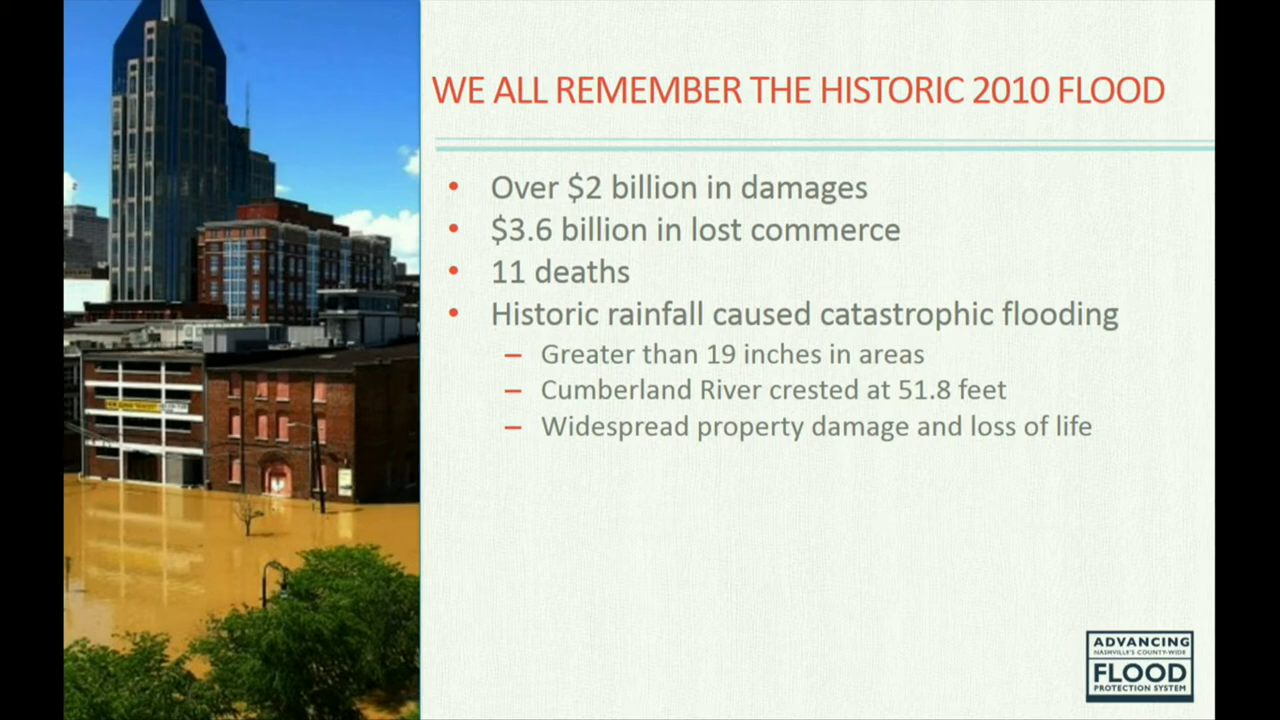 WE ALL REMEMBER THE HISTORIC 2010 FLOOD
• Over $2 billion in damages
• $3.6 billion in lost commerce
• 11 deaths
• Historic rainfall caused catastrophic flooding
– Greater than 19 inches in areas
– Cumberland River crested at 51.8 feet
– Widespread property damage and loss of life
ADVANCING
NASHVILLE'S COUNTY-WIDE
FLOOD
PROTECTION SYSTEM